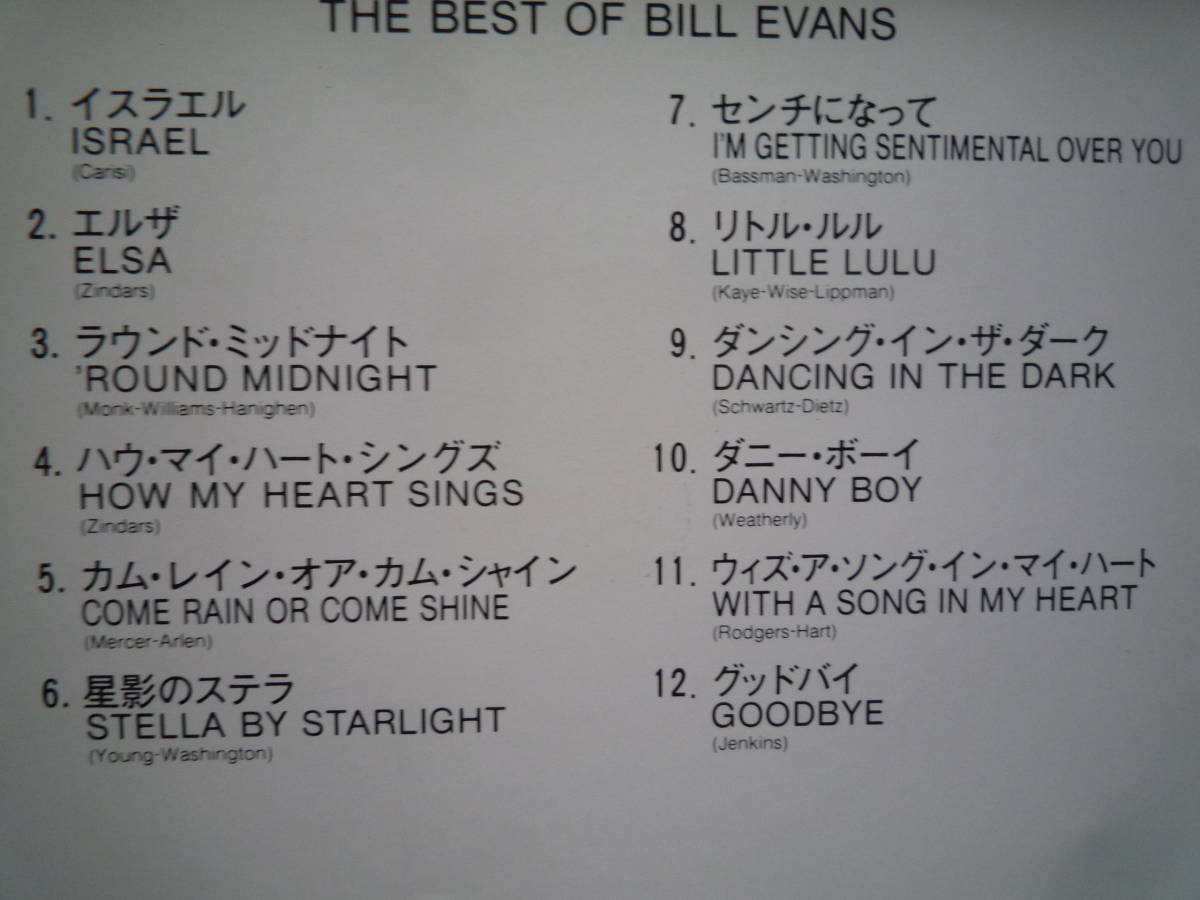 THE BEST OF BILL EVANS
1. イスラエル
ISRAEL
(Carisi)
2. エルザ
ELSA
(Zindars)
3. ラウンド・ミッドナイト
'ROUND MIDNIGHT
(Monk-Williams-Hanighen)
4. ハウ・マイ・ハート・シングズ
HOW MY HEART SINGS
(Zindars)
5. カム・レイン・オア・カム・シャイン
COME RAIN OR COME SHINE
(Mercer-Arlen)
6. 星影のステラ
STELLA BY STARLIGHT
(Young-Washington)
7. センチになって
I'M GETTING SENTIMENTAL OVER YOU
(Bassman-Washington)
8. リトル・ルル
LITTLE LULU
(Kaye-Wise-Lippman)
9. ダンシング・イン・ザ・ダーク
DANCING IN THE DARK
(Schwartz-Dietz)
10. ダニー・ボーイ
DANNY BOY
(Weatherly)
11. ウィズ・ア・ソング・イン・マイ・ハート
WITH A SONG IN MY HEART
(Rodgers-Hart)
12. グッドバイ
GOODBYE
(Jenkins)